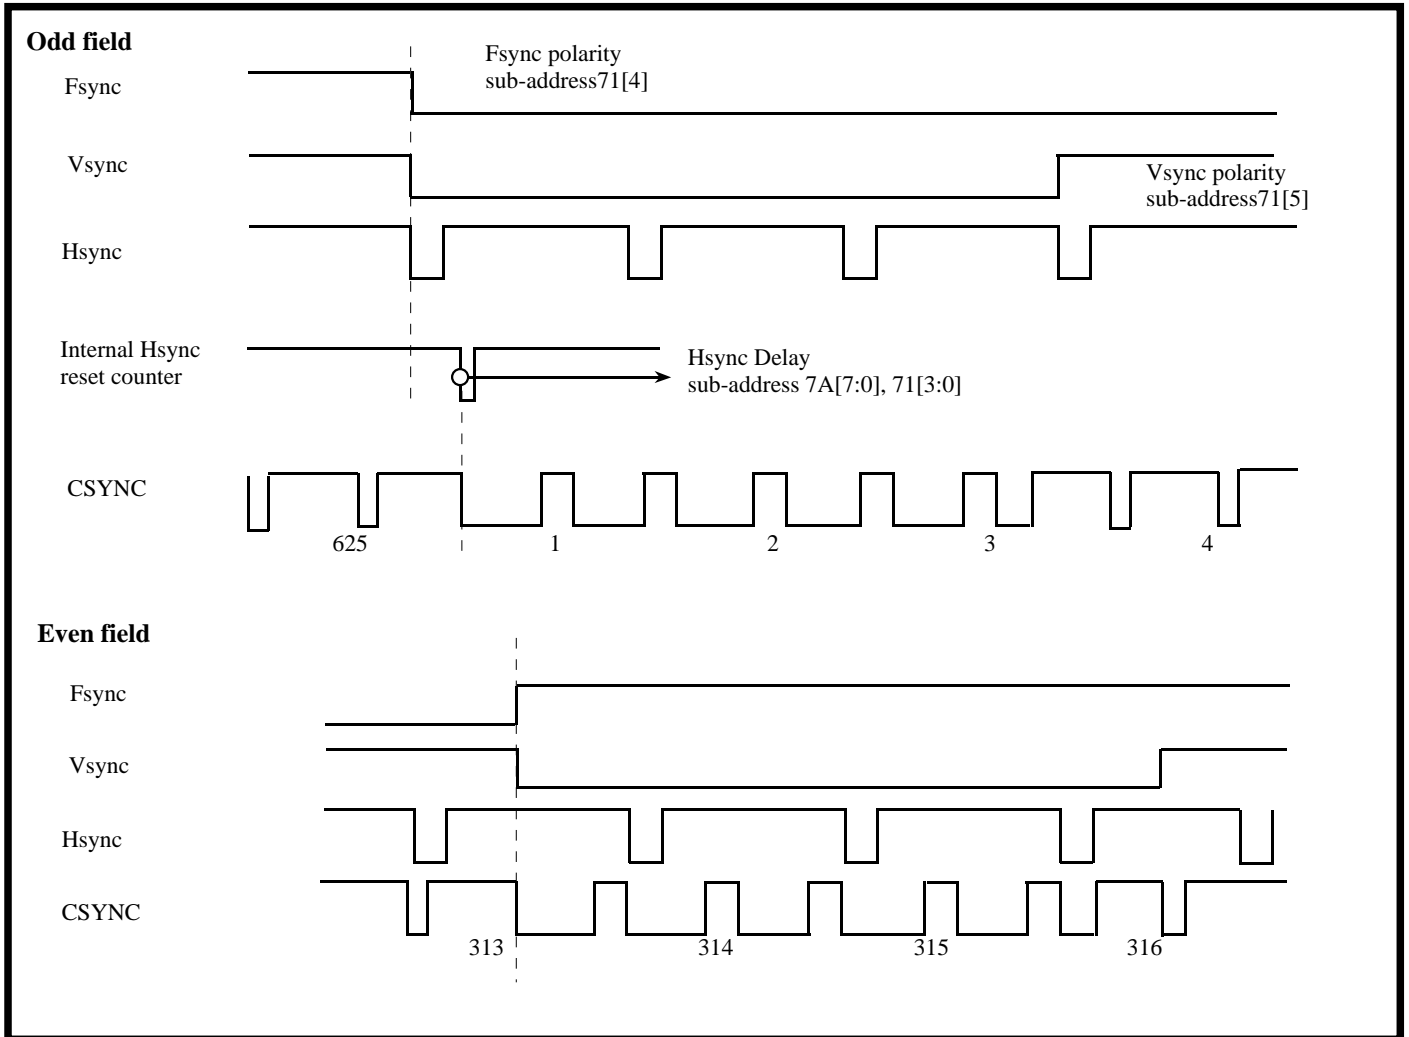 Odd field
Fsync
Fsync polarity
sub-address71[4]
Vsync
Vsync polarity
sub-address71[5]
Hsync
Internal Hsync
reset counter
Hsync Delay
sub-address 7A[7:0], 71[3:0]
CSYNC
625 1 2 3 4
Even field
Fsync
Vsync
Hsync
CSYNC
313 314 315 316